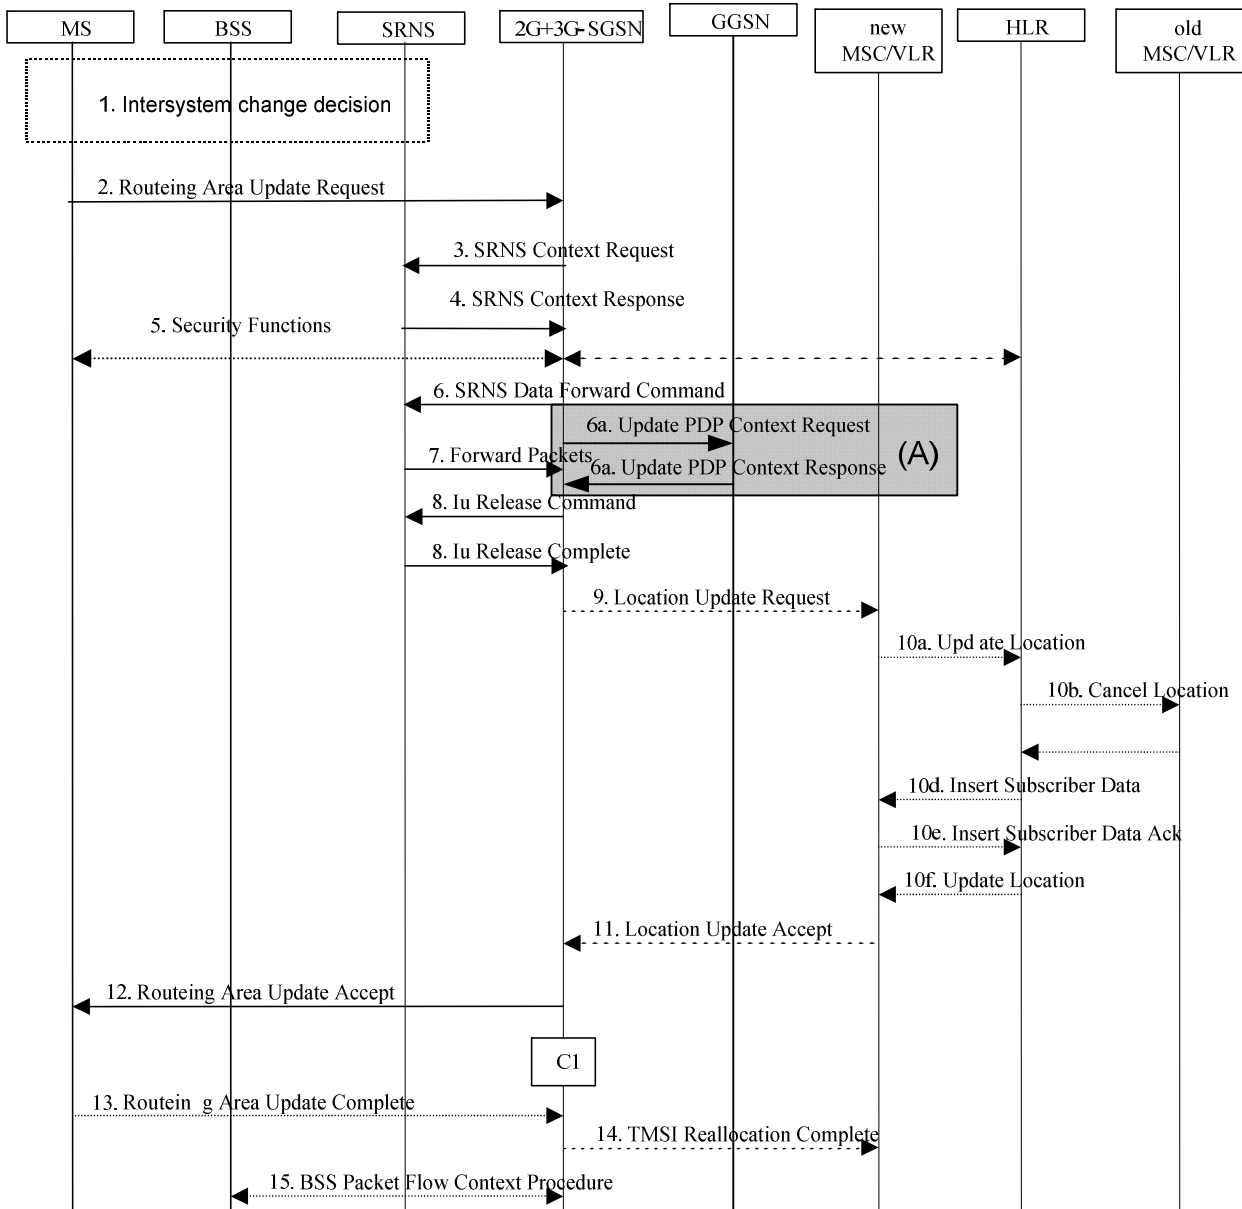 MS
BSS
SRNS
2G+3G-SGSN
GGSN
new
MSC/VLR
HLR
old
MSC/VLR
1. Intersystem change decision
2. Routeing Area Update Request
3. SRNS Context Request
4. SRNS Context Response
5. Security Functions
6. SRNS Data Forward Command
6a. Update PDP Context Request
(A)
7. Forward Packets
6a. Update PDP Context Response
8. Iu Release Command
8. Iu Release Complete
9. Location Update Request
10a. Upd ate Location
10b. Cancel Location
10d. Insert Subscriber Data
10e. Insert Subscriber Data Ack
10f. Update Location
11. Location Update Accept
12. Routeing Area Update Accept
C1
13. Routein g Area Update Complete
14. TMSI Reallocation Complete
15. BSS Packet Flow Context Procedure